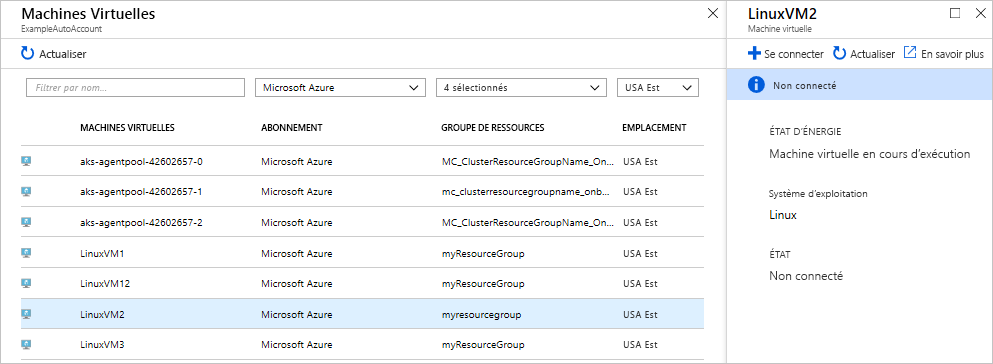 Machines Virtuelles
ExampleAutoAccount
Actualiser
Filtrer par nom...
Microsoft Azure
4 sélectionnés
USA Est
MACHINES VIRTUELLES ABONNEMENT GROUPE DE RESSOURCES EMPLACEMENT
aks-agentpool-42602657-0 Microsoft Azure MC_ClusterResourceGroupName_On... USA Est
aks-agentpool-42602657-1 Microsoft Azure mc_clusterresourcegroupname_onb... USA Est
aks-agentpool-42602657-2 Microsoft Azure MC_ClusterResourceGroupName_On... USA Est
LinuxVM1 Microsoft Azure myResourceGroup USA Est
LinuxVM12 Microsoft Azure myResourceGroup USA Est
LinuxVM2 Microsoft Azure myresourcegroup USA Est
LinuxVM3 Microsoft Azure myResourceGroup USA Est
LinuxVM2
Machine virtuelle
Se connecter Actualiser En savoir plus
Non connecté
ÉTAT D'ÉNERGIE
Machine virtuelle en cours d'exécution
Système d'exploitation
Linux
ÉTAT
Non connecté